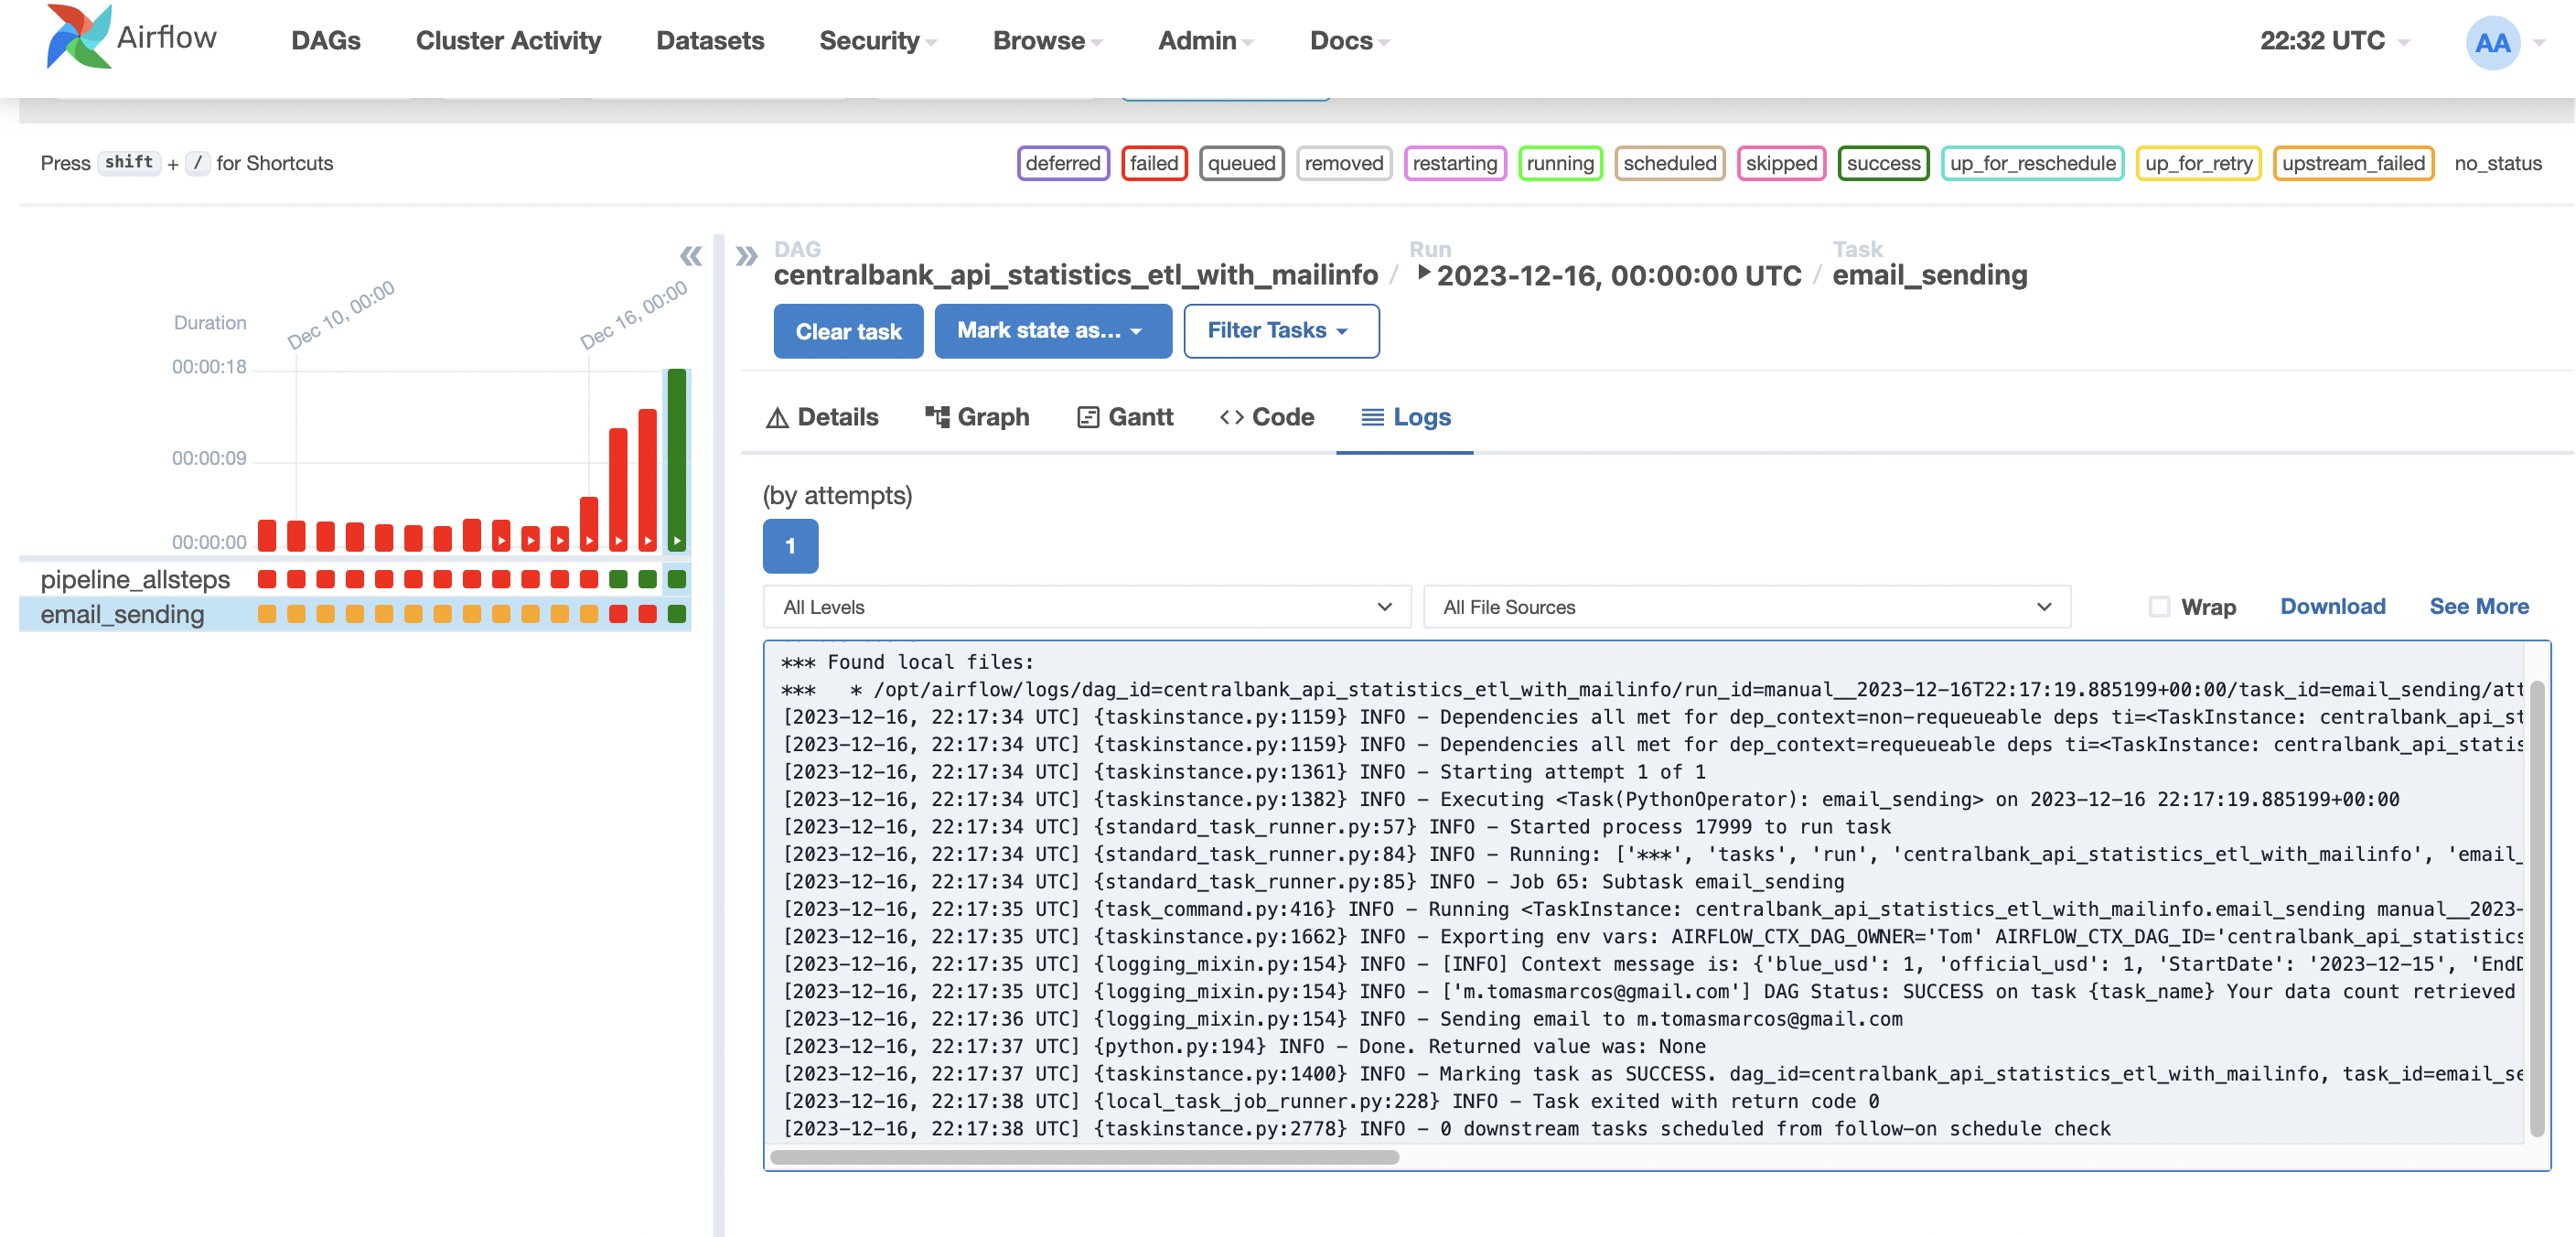 Airflow DAGs Cluster Activity Datasets Security Browse Admin Docs 22:32 UTC AA
Press shift + / for Shortcuts
deferred failed queued removed restarting running scheduled skipped success up_for_reschedule up_for_retry upstream_failed no_status
DAG
centralbank_api_statistics_etl_with_mailinfo /
Run
2023-12-16, 00:00:00 UTC /
Task
email_sending
Clear task Mark state as... Filter Tasks
Details Graph Gantt Code Logs
Duration
Dec 10, 00:00
Dec 16, 00:00
00:00:18
00:00:09
00:00:00
pipeline_allsteps
email_sending
(by attempts)
1
All Levels All File Sources Wrap Download See More
*** Found local files:
***   * /opt/airflow/logs/dag_id=centralbank_api_statistics_etl_with_mailinfo/run_id=manual__2023-12-16T22:17:19.885199+00:00/task_id=email_sending/att
[2023-12-16, 22:17:34 UTC] {taskinstance.py:1159} INFO - Dependencies all met for dep_context=non-requeueable deps ti=<TaskInstance: centralbank_api_st
[2023-12-16, 22:17:34 UTC] {taskinstance.py:1159} INFO - Dependencies all met for dep_context=requeueable deps ti=<TaskInstance: centralbank_api_statis
[2023-12-16, 22:17:34 UTC] {taskinstance.py:1361} INFO - Starting attempt 1 of 1
[2023-12-16, 22:17:34 UTC] {taskinstance.py:1382} INFO - Executing <Task(PythonOperator): email_sending> on 2023-12-16 22:17:19.885199+00:00
[2023-12-16, 22:17:34 UTC] {standard_task_runner.py:57} INFO - Started process 17999 to run task
[2023-12-16, 22:17:34 UTC] {standard_task_runner.py:84} INFO - Running: ['***', 'tasks', 'run', 'centralbank_api_statistics_etl_with_mailinfo', 'email_
[2023-12-16, 22:17:34 UTC] {standard_task_runner.py:85} INFO - Job 65: Subtask email_sending
[2023-12-16, 22:17:35 UTC] {task_command.py:416} INFO - Running <TaskInstance: centralbank_api_statistics_etl_with_mailinfo.email_sending manual__2023-
[2023-12-16, 22:17:35 UTC] {taskinstance.py:1662} INFO - Exporting env vars: AIRFLOW_CTX_DAG_OWNER='Tom' AIRFLOW_CTX_DAG_ID='centralbank_api_statistics
[2023-12-16, 22:17:35 UTC] {logging_mixin.py:154} INFO - [INFO] Context message is: {'blue_usd': 1, 'official_usd': 1, 'StartDate': '2023-12-15', 'EndD
[2023-12-16, 22:17:35 UTC] {logging_mixin.py:154} INFO - ['m.tomasmarcos@gmail.com'] DAG Status: SUCCESS on task {task_name} Your data count retrieved
[2023-12-16, 22:17:36 UTC] {logging_mixin.py:154} INFO - Sending email to m.tomasmarcos@gmail.com
[2023-12-16, 22:17:37 UTC] {python.py:194} INFO - Done. Returned value was: None
[2023-12-16, 22:17:37 UTC] {taskinstance.py:1400} INFO - Marking task as SUCCESS. dag_id=centralbank_api_statistics_etl_with_mailinfo, task_id=email_se
[2023-12-16, 22:17:38 UTC] {local_task_job_runner.py:228} INFO - Task exited with return code 0
[2023-12-16, 22:17:38 UTC] {taskinstance.py:2778} INFO - 0 downstream tasks scheduled from follow-on schedule check